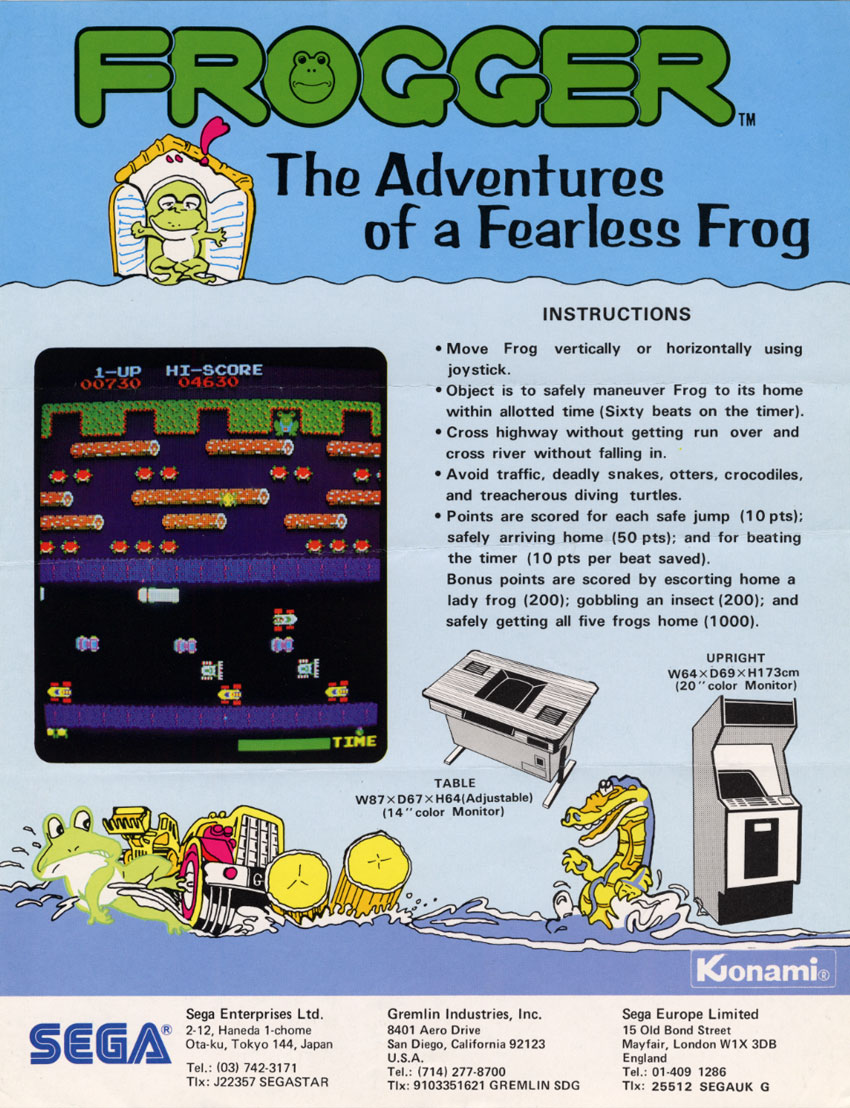 FROGGER™
The Adventures
of a Fearless Frog
INSTRUCTIONS
• Move Frog vertically or horizontally using
joystick.
• Object is to safely maneuver Frog to its home
within allotted time (Sixty beats on the timer).
• Cross highway without getting run over and
cross river without falling in.
• Avoid traffic, deadly snakes, otters, crocodiles,
and treacherous diving turtles.
• Points are scored for each safe jump (10 pts);
safely arriving home (50 pts); and for beating
the timer (10 pts per beat saved).
Bonus points are scored by escorting home a
lady frog (200); gobbling an insect (200); and
safely getting all five frogs home (1000).
1-UP HI-SCORE
00730 04630
TIME
UPRIGHT
W64×D69×H173cm
(20″color Monitor)
TABLE
W87×D67×H64(Adjustable)
(14″color Monitor)
G
Konami®
SEGA®
Sega Enterprises Ltd.
2-12, Haneda 1-chome
Ota-ku, Tokyo 144, Japan
Tel.: (03) 742-3171
Tlx: J22357 SEGASTAR
Gremlin Industries, Inc.
8401 Aero Drive
San Diego, California 92123
U.S.A.
Tel.: (714) 277-8700
Tlx: 9103351621 GREMLIN SDG
Sega Europe Limited
15 Old Bond Street
Mayfair, London W1X 3DB
England
Tel.: 01-409 1286
Tlx: 25512 SEGAUK G